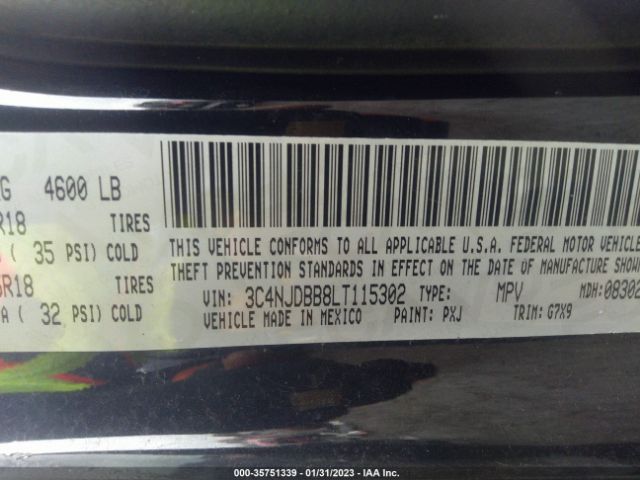 G 4600 LB
R18 TIRES
( 35 PSI) COLD
R18 TIRES
A ( 32 PSI) COLD
THIS VEHICLE CONFORMS TO ALL APPLICABLE U.S.A. FEDERAL MOTOR VEHICLE
THEFT PREVENTION STANDARDS IN EFFECT ON THE DATE OF MANUFACTURE SHOWN
VIN: 3C4NJDBB8LT115302 TYPE: MPV MDH: 08302
VEHICLE MADE IN MEXICO PAINT: PXJ TRIM: G7X9
000-35751339 - 01/31/2023 - IAA Inc.